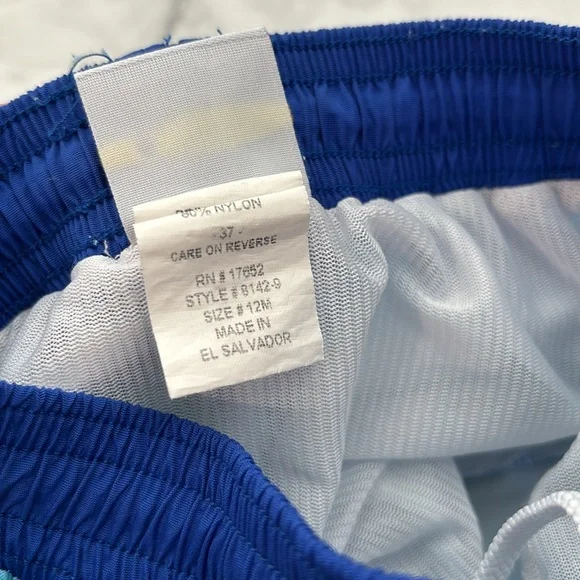 NYLON
- 37 -
CARE ON REVERSE
RN # 17652
STYLE # 8142-9
SIZE # 12M
MADE IN
EL SALVADOR